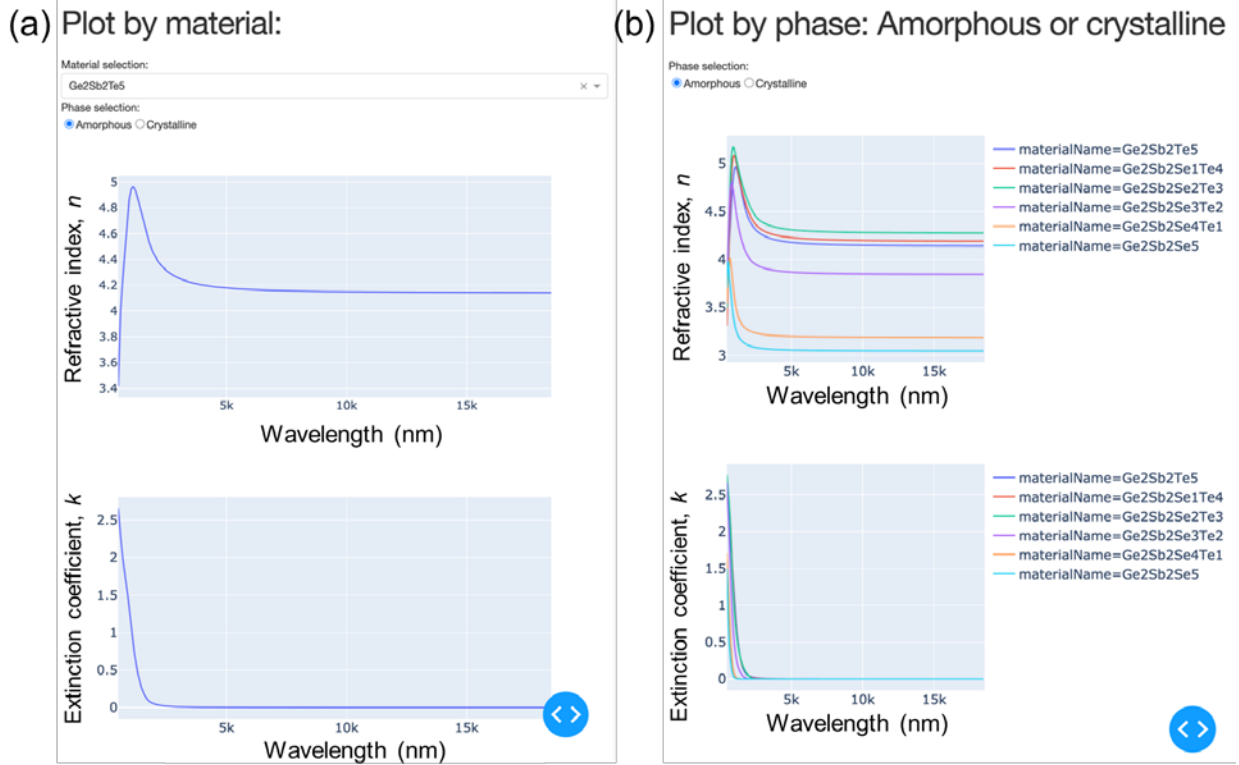 (a) Plot by material:
Material selection:
Ge2Sb2Te5
Phase selection:
Amorphous Crystalline
Refractive index, n
5
4.8
4.6
4.4
4.2
4
3.8
3.6
3.4
5k 10k 15k
Wavelength (nm)
Extinction coefficient, k
2.5
2
1.5
1
0.5
0
5k 10k 15k
Wavelength (nm)
(b) Plot by phase: Amorphous or crystalline
Phase selection:
Amorphous Crystalline
Refractive index, n
5
4.5
4
3.5
3
5k 10k 15k
Wavelength (nm)
materialName=Ge2Sb2Te5
materialName=Ge2Sb2Se1Te4
materialName=Ge2Sb2Se2Te3
materialName=Ge2Sb2Se3Te2
materialName=Ge2Sb2Se4Te1
materialName=Ge2Sb2Se5
Extinction coefficient, k
2.5
2
1.5
1
0.5
0
5k 10k 15k
Wavelength (nm)
materialName=Ge2Sb2Te5
materialName=Ge2Sb2Se1Te4
materialName=Ge2Sb2Se2Te3
materialName=Ge2Sb2Se3Te2
materialName=Ge2Sb2Se4Te1
materialName=Ge2Sb2Se5